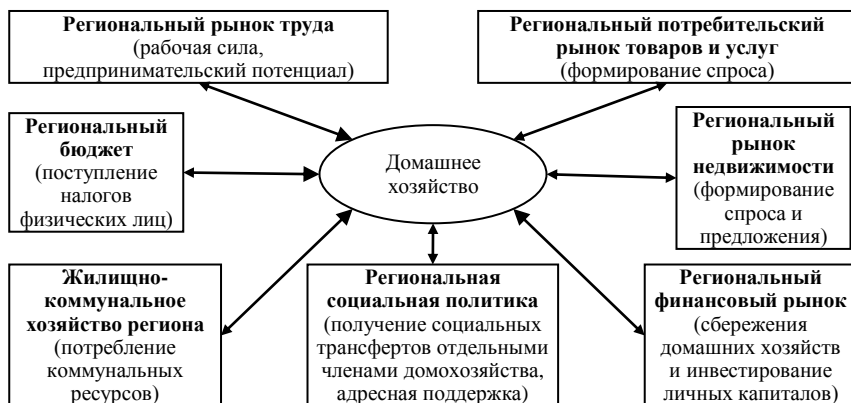 Региональный рынок труда
(рабочая сила,
предпринимательский потенциал)
Региональный потребительский
рынок товаров и услуг
(формирование спроса)
Региональный
бюджет
(поступление
налогов
физических лиц)
Домашнее
хозяйство
Региональный
рынок
недвижимости
(формирование
спроса и
предложения)
Жилищно-
коммунальное
хозяйство региона
(потребление
коммунальных
ресурсов)
Региональная
социальная политика
(получение социальных
трансфертов отдельными
членами домохозяйства,
адресная поддержка)
Региональный
финансовый рынок
(сбережения
домашних хозяйств
и инвестирование
личных капиталов)